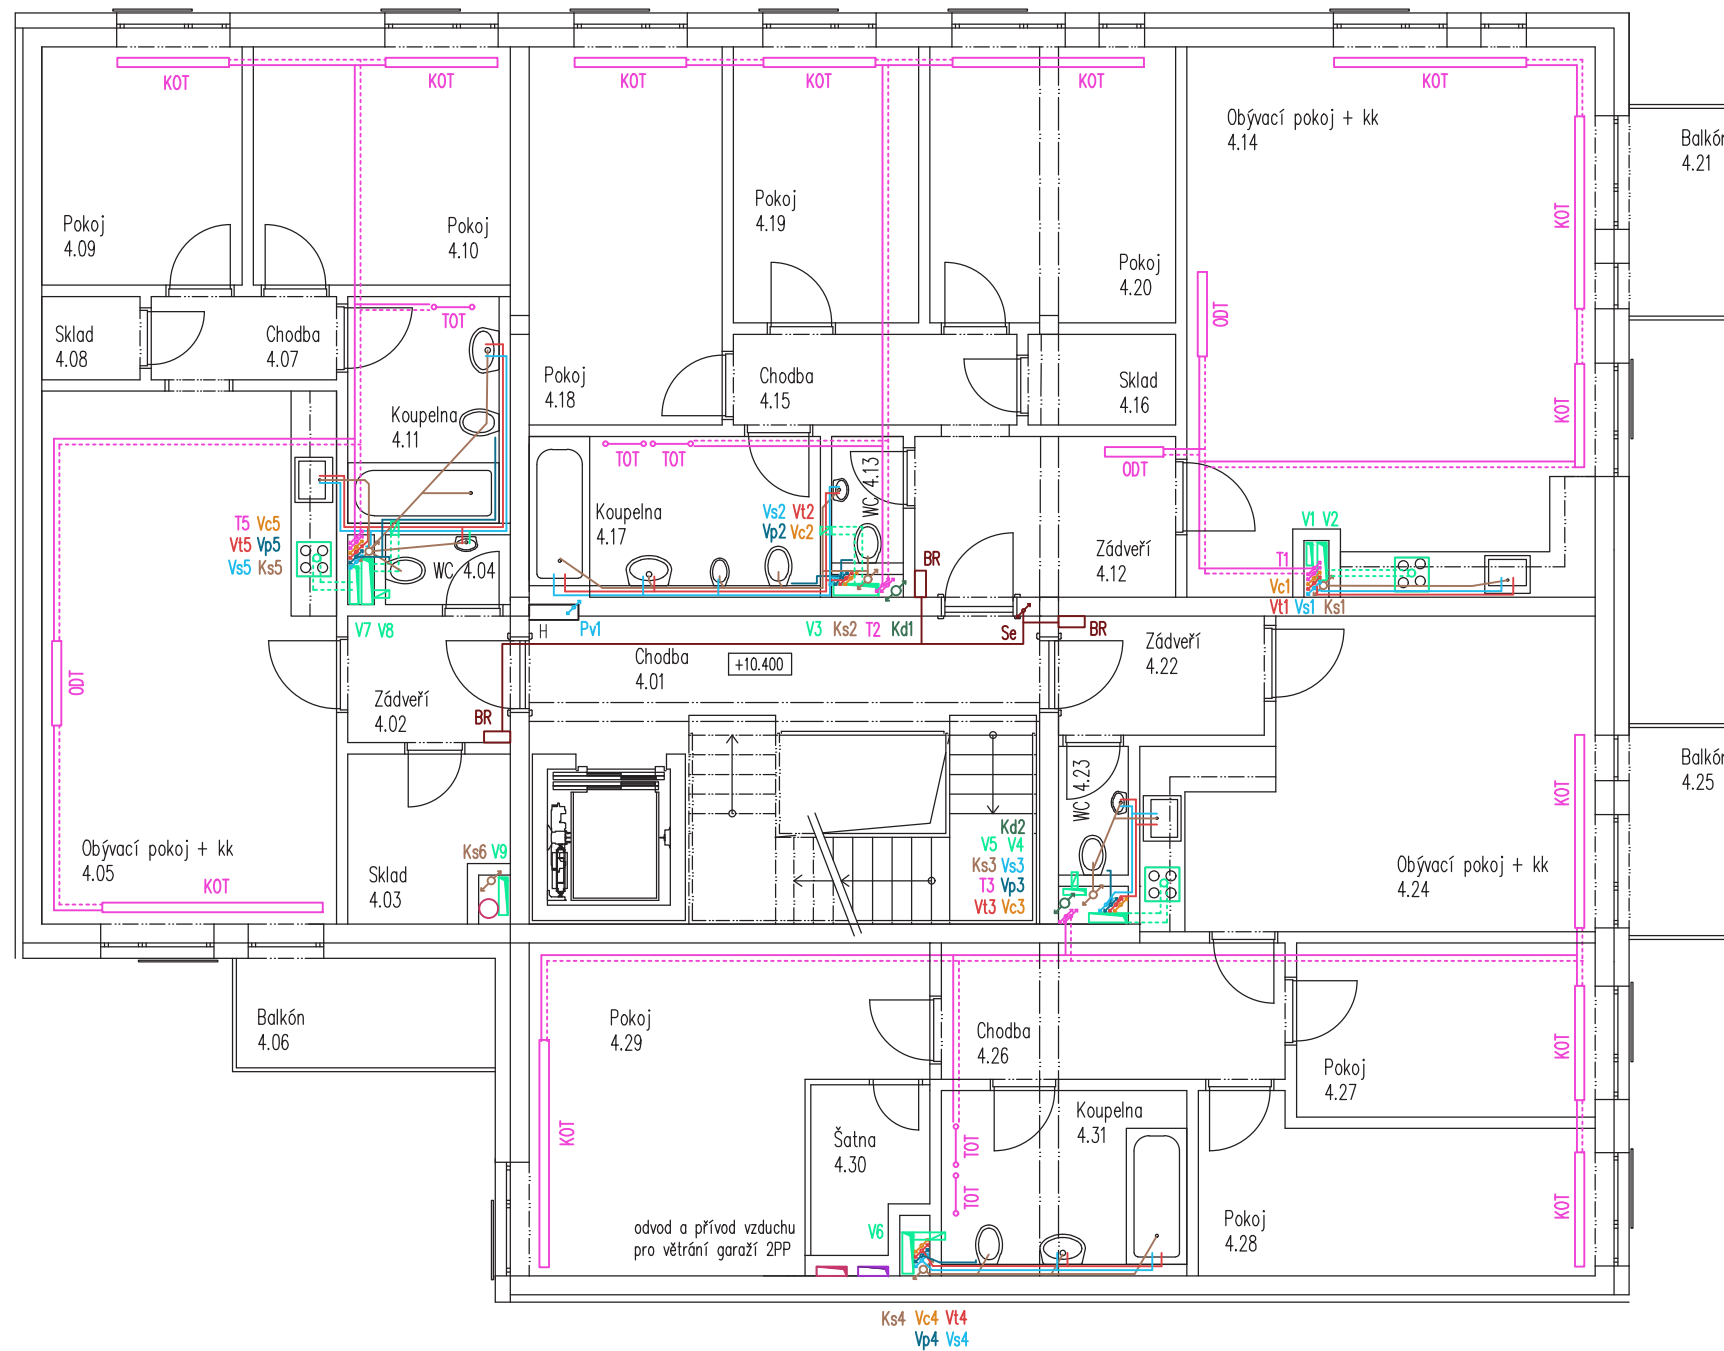 KOT
KOT
KOT
KOT
KOT
KOT
Obývací pokoj + kk
4.14
Balkón
4.21
Pokoj
4.09
Pokoj
4.10
Pokoj
4.19
Pokoj
4.20
KOT
ODT
TOT
Sklad
4.08
Chodba
4.07
Koupelna
4.11
Pokoj
4.18
Chodba
4.15
Sklad
4.16
KOT
TOT
TOT
ODT
WC 4.13
Koupelna
4.17
Vs2 Vt2
Vp2 Vc2
T5 Vc5
Vt5 Vp5
Vs5 Ks5
WC 4.04
BR
Zádveří
4.12
V1 V2
T1
Vc1
Vt1 Vs1 Ks1
V7 V8
H
Pv1
V3 Ks2 T2 Kd1
Se
BR
Chodba
4.01
+10.400
Zádveří
4.22
ODT
Zádveří
4.02
BR
WC 4.23
Balkón
4.25
KOT
Obývací pokoj + kk
4.05
KOT
Sklad
4.03
Ks6 V9
Kd2
V5 V4
Ks3 Vs3
T3 Vp3
Vt3 Vc3
Obývací pokoj + kk
4.24
Balkón
4.06
Pokoj
4.29
Chodba
4.26
Pokoj
4.27
KOT
KOT
Šatna
4.30
Koupelna
4.31
TOT
TOT
KOT
Pokoj
4.28
odvod a přívod vzduchu
pro větrání garaží 2PP
V6
Ks4 Vc4 Vt4
Vp4 Vs4